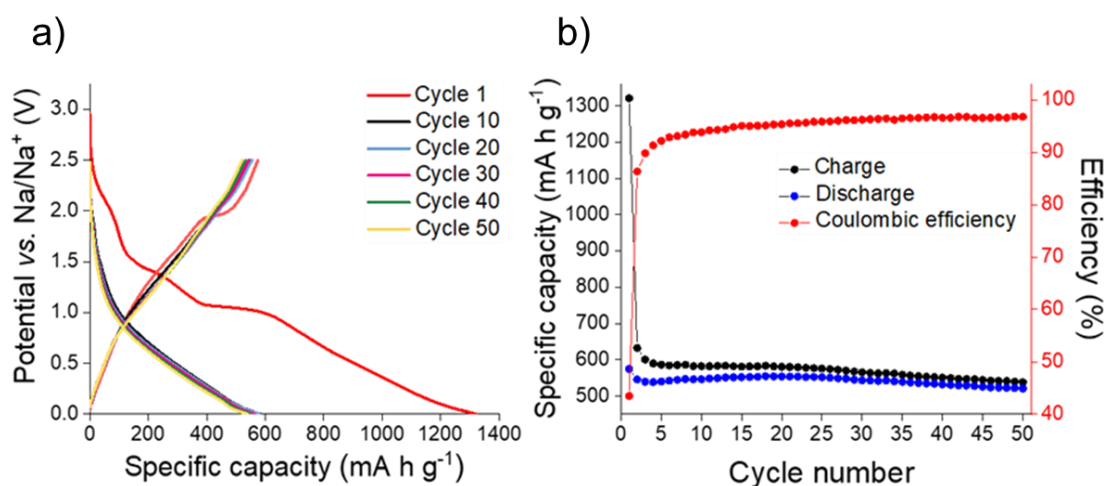 a)
Potential vs. Na/Na⁺ (V)
3.0
2.5
2.0
1.5
1.0
0.5
0.0
Cycle 1
Cycle 10
Cycle 20
Cycle 30
Cycle 40
Cycle 50
0 200 400 600 800 1000 1200 1400
Specific capacity (mA h g⁻¹)
b)
Specific capacity (mA h g⁻¹)
1300
1200
1100
1000
900
800
700
600
500
Charge
Discharge
Coulombic efficiency
100
90
80
70
60
50
40
Efficiency (%)
0 5 10 15 20 25 30 35 40 45 50
Cycle number